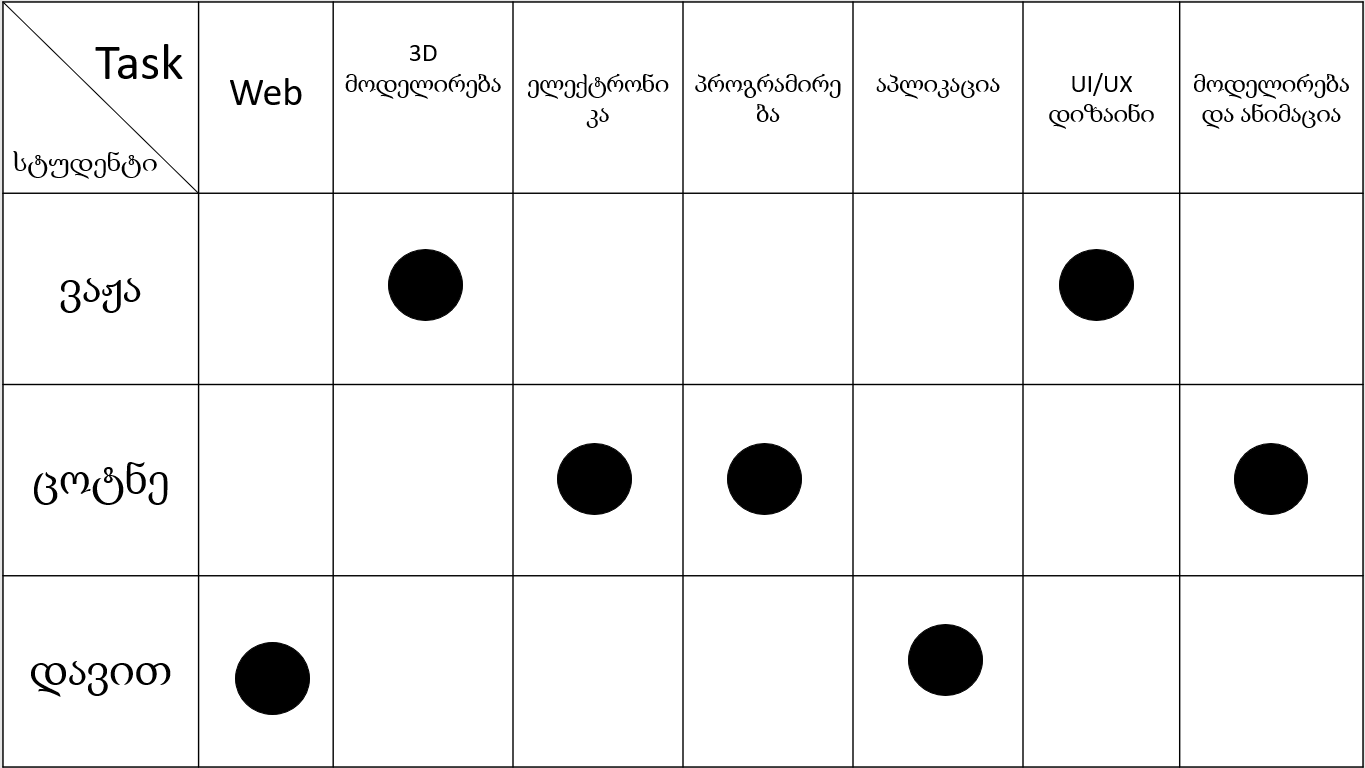 Task
სტუდენტი
Web
3D
მოდელირება
ელექტრონი
კა
პროგრამირე
ბა
აპლიკაცია
UI/UX
დიზაინი
მოდელირება
და ანიმაცია
ვაჟა
ცოტნე
დავით